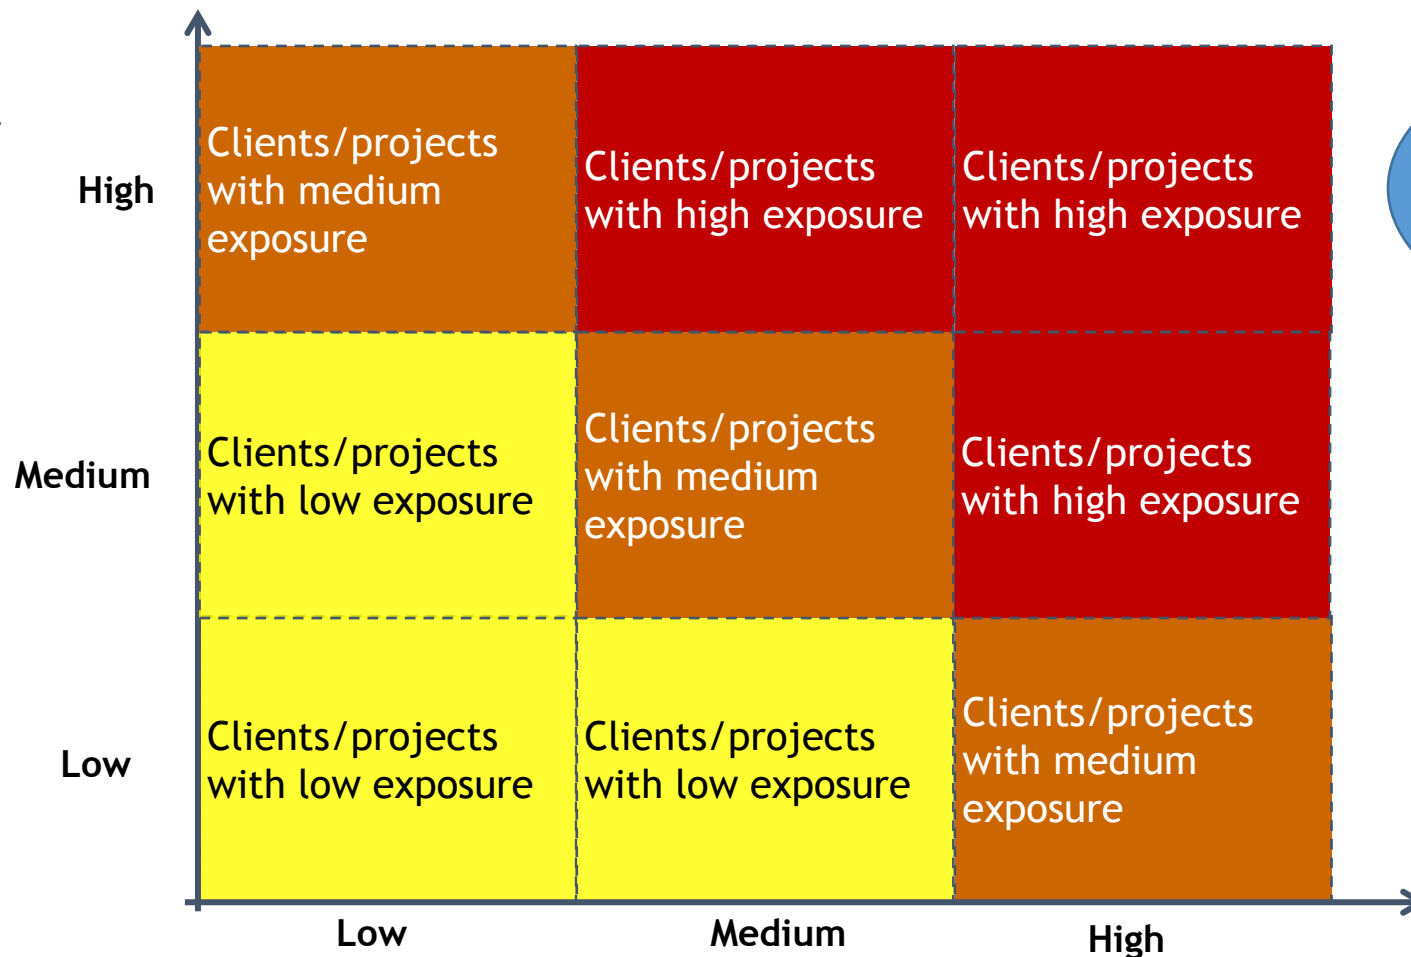 High
Clients/projects
with medium
exposure
Clients/projects
with high exposure
Clients/projects
with high exposure
Medium
Clients/projects
with low exposure
Clients/projects
with medium
exposure
Clients/projects
with high exposure
Low
Clients/projects
with low exposure
Clients/projects
with low exposure
Clients/projects
with medium
exposure
Low
Medium
High